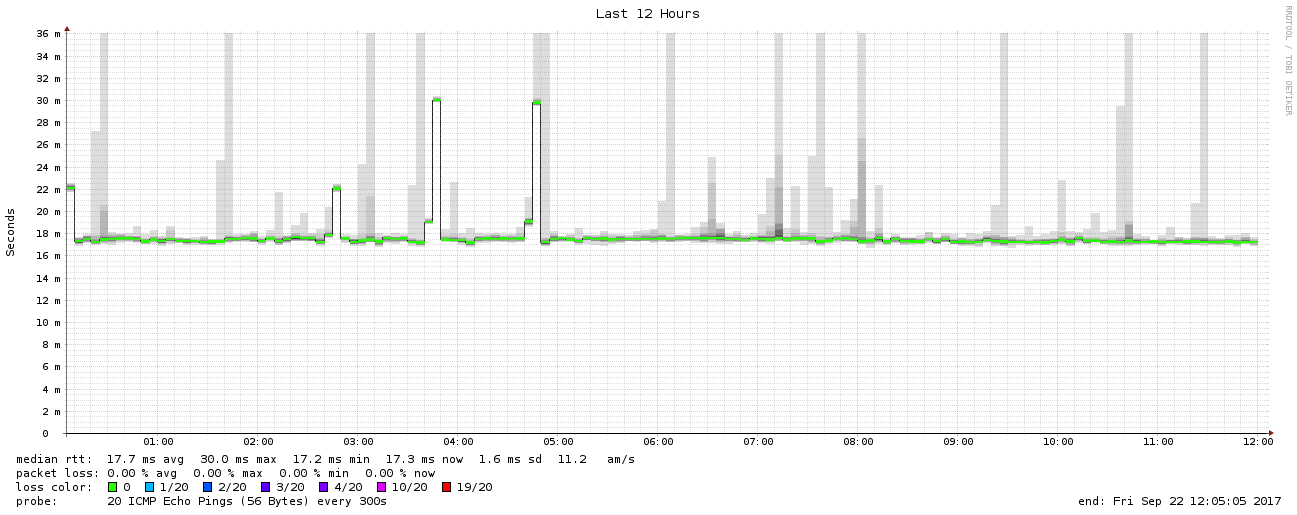 Last 12 Hours
RRDTOOL / TOBI OETIKER
Seconds
36 m
34 m
32 m
30 m
28 m
26 m
24 m
22 m
20 m
18 m
16 m
14 m
12 m
10 m
8 m
6 m
4 m
2 m
0
01:00 02:00 03:00 04:00 05:00 06:00 07:00 08:00 09:00 10:00 11:00 12:00
median rtt: 17.7 ms avg 30.0 ms max 17.2 ms min 17.3 ms now 1.6 ms sd 11.2 am/s
packet loss: 0.00 % avg 0.00 % max 0.00 % min 0.00 % now
loss color: 0 1/20 2/20 3/20 4/20 10/20 19/20
probe: 20 ICMP Echo Pings (56 Bytes) every 300s end: Fri Sep 22 12:05:05 2017